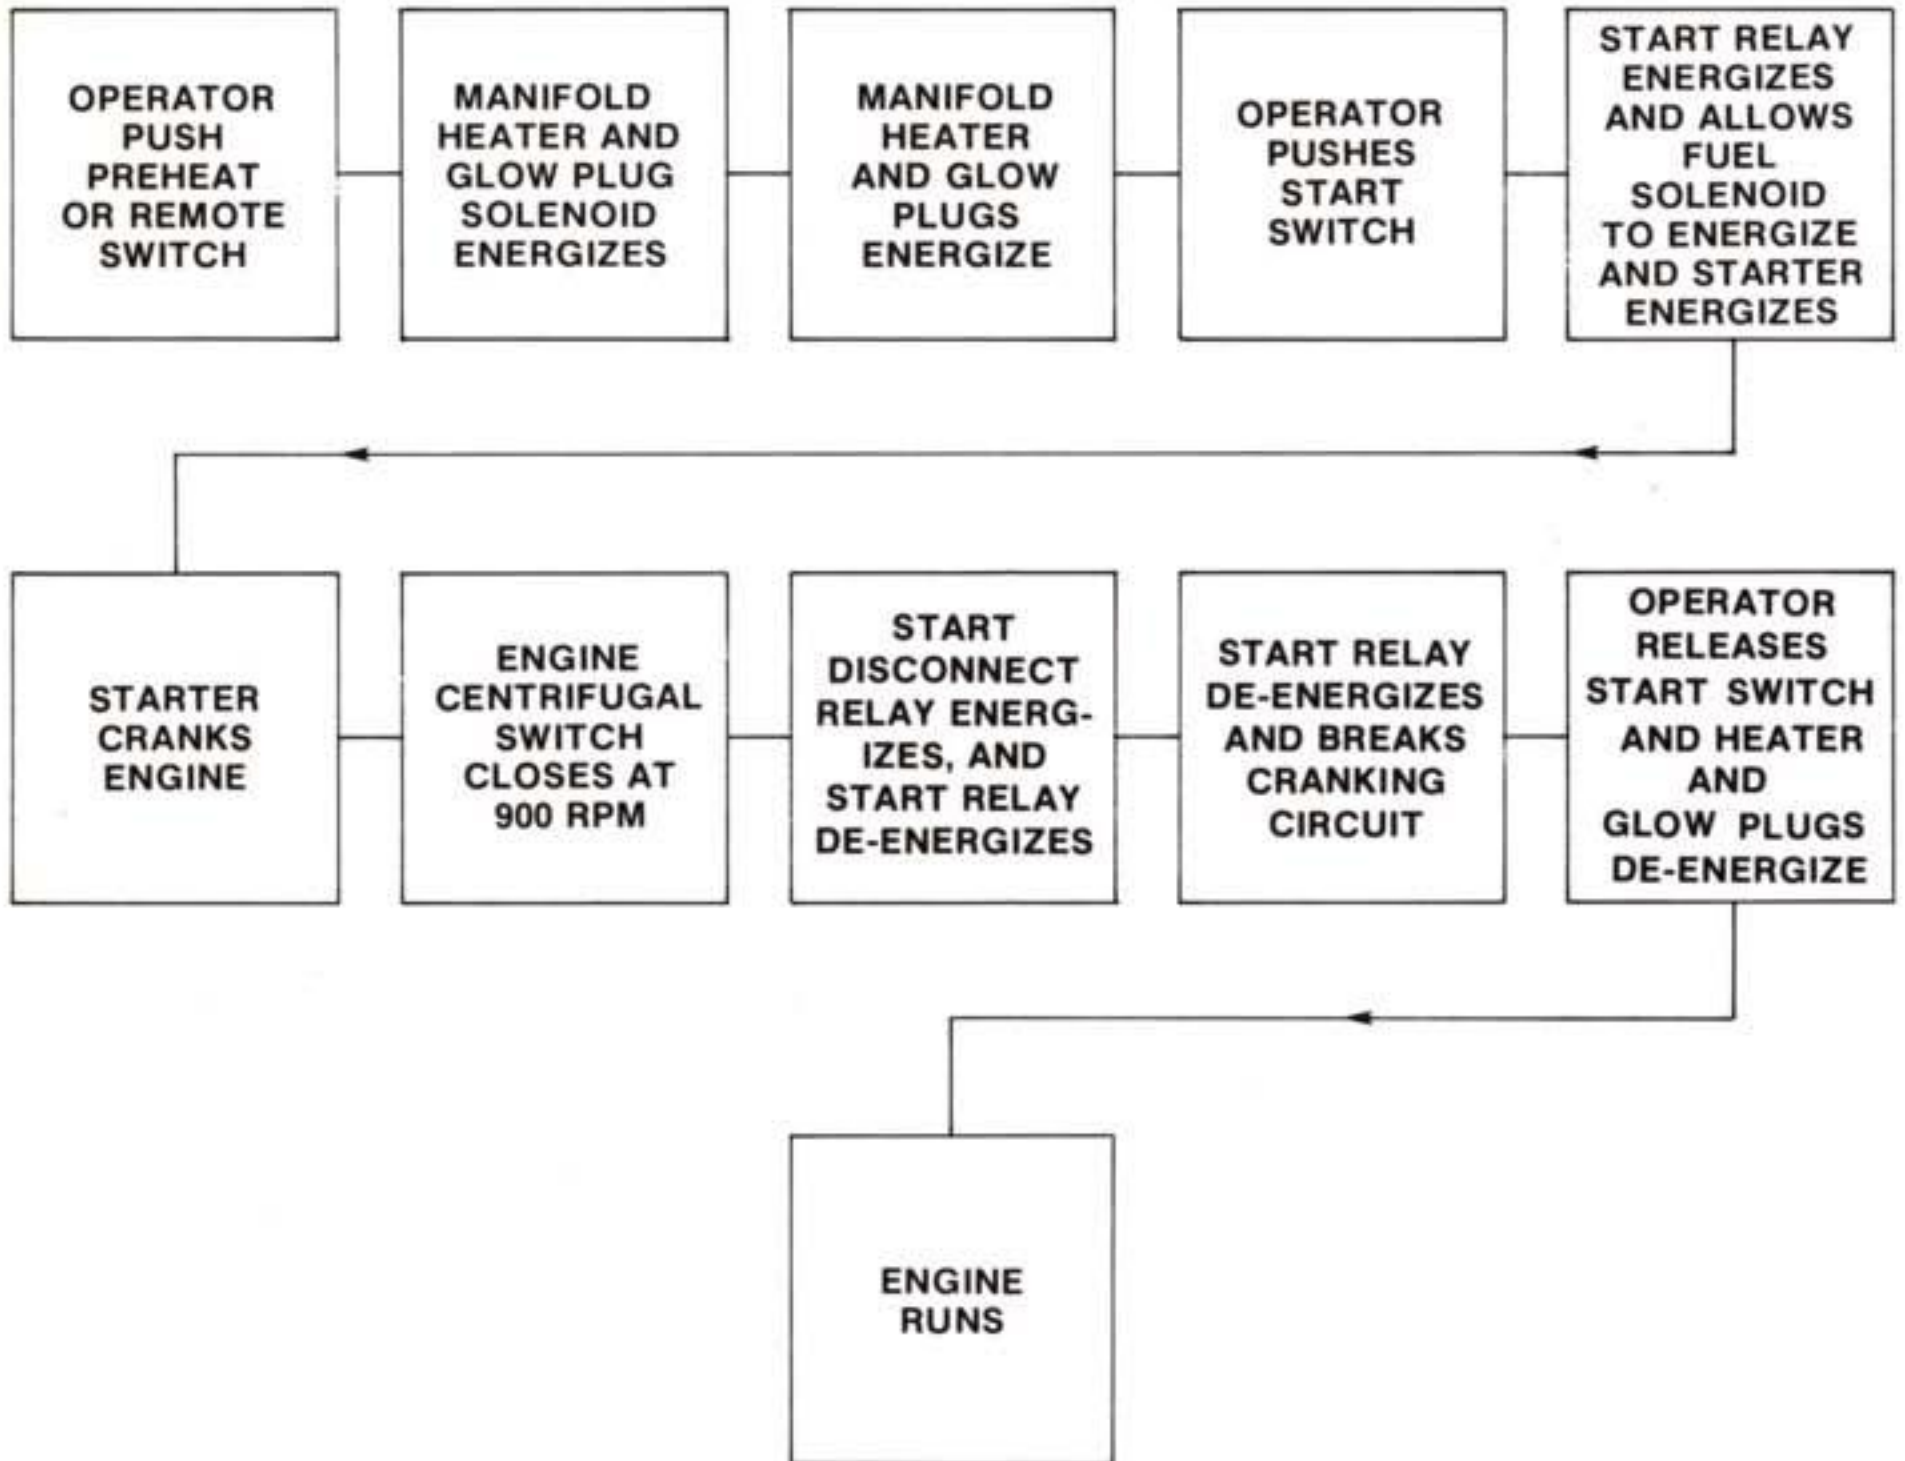 OPERATOR
PUSH
PREHEAT
OR REMOTE
SWITCH
MANIFOLD
HEATER AND
GLOW PLUG
SOLENOID
ENERGIZES
MANIFOLD
HEATER
AND GLOW
PLUGS
ENERGIZE
OPERATOR
PUSHES
START
SWITCH
START RELAY
ENERGIZES
AND ALLOWS
FUEL
SOLENOID
TO ENERGIZE
AND STARTER
ENERGIZES
STARTER
CRANKS
ENGINE
ENGINE
CENTRIFUGAL
SWITCH
CLOSES AT
900 RPM
START
DISCONNECT
RELAY ENERG-
IZES, AND
START RELAY
DE-ENERGIZES
START RELAY
DE-ENERGIZES
AND BREAKS
CRANKING
CIRCUIT
OPERATOR
RELEASES
START SWITCH
AND HEATER
AND
GLOW PLUGS
DE-ENERGIZE
ENGINE
RUNS